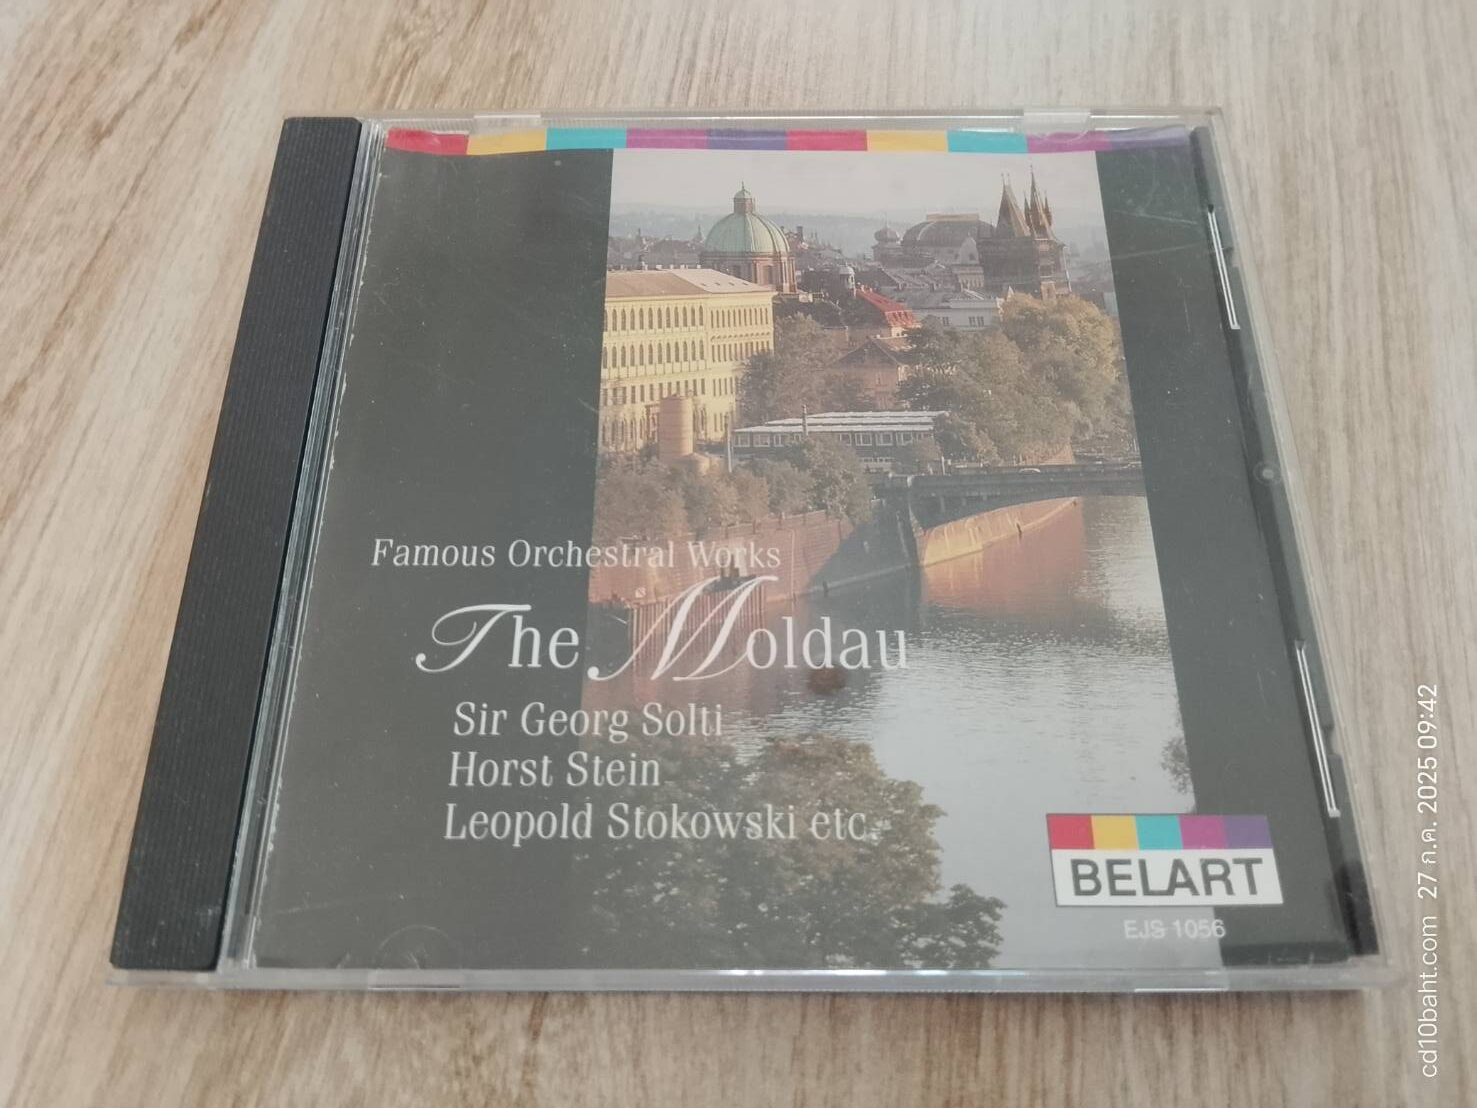 Famous Orchestral Works
The Moldau
Sir Georg Solti
Horst Stein
Leopold Stokowski etc.
BELART
EJS 1056
cd10baht.com 27 ก.ค. 2025 09:42